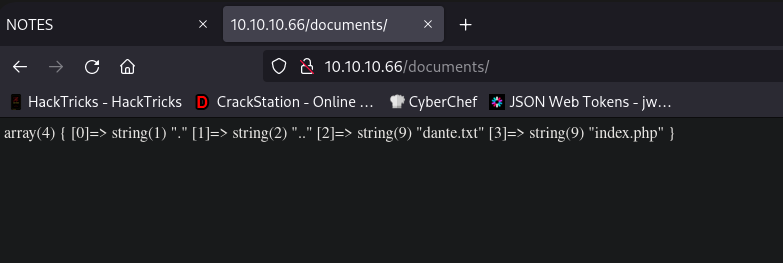 NOTES
10.10.10.66/documents/
10.10.10.66/documents/
HackTricks - HackTricks
CrackStation - Online ...
CyberChef
JSON Web Tokens - jw...
array(4) { [0]=> string(1) "." [1]=> string(2) ".." [2]=> string(9) "dante.txt" [3]=> string(9) "index.php" }